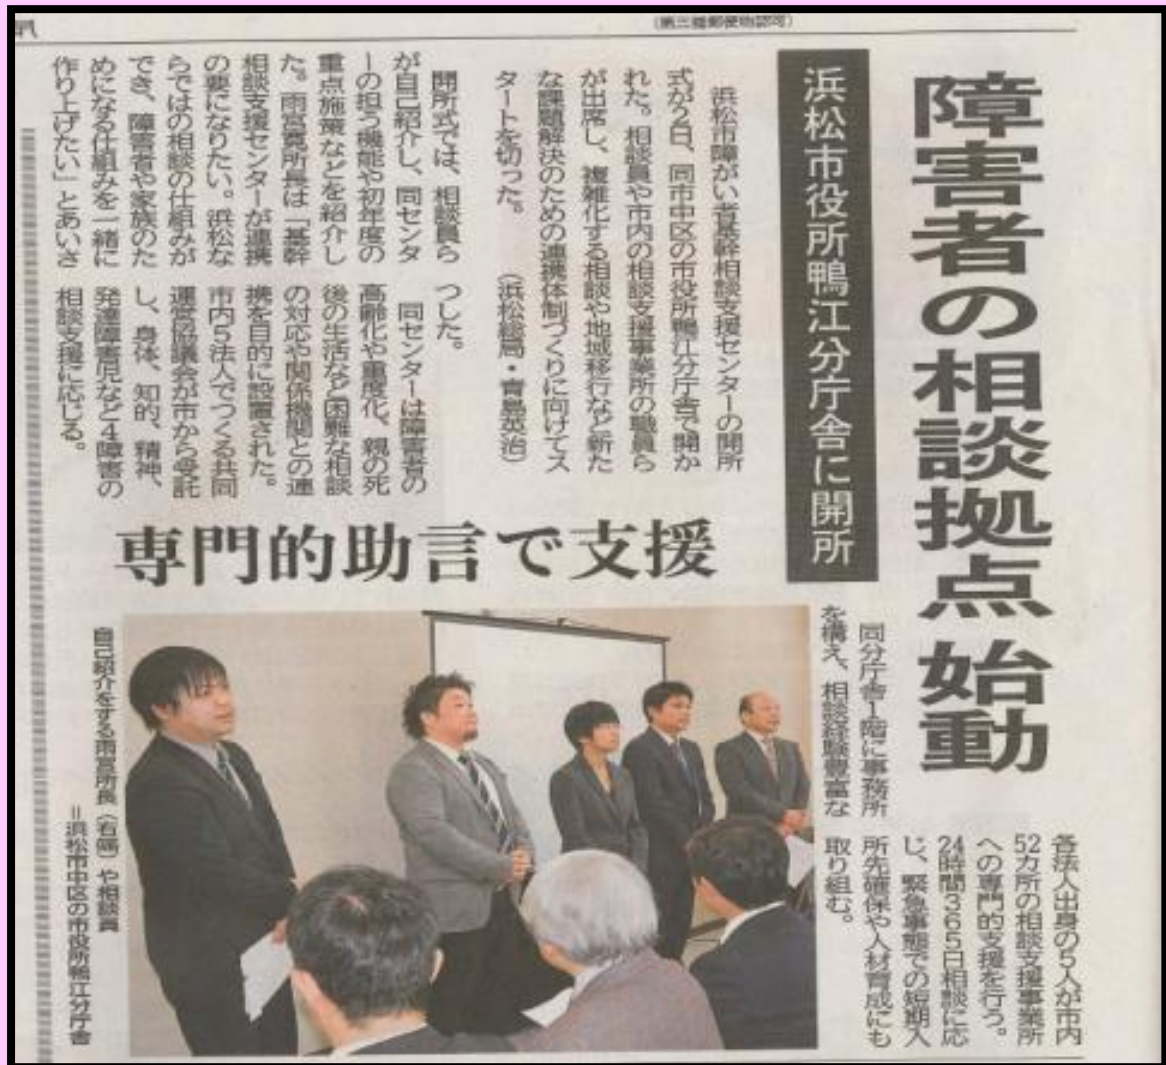 (第三種郵便物認可)
障害者の相談拠点 始動
浜松市役所鴨江分庁舎に開所
浜松市障がい者基幹相談支援センターの開所
式が2日、同市中区の市役所鴨江分庁舎で開か
れた。相談員や市内の相談支援事業所の職員ら
が出席し、複雑化する相談や地域移行など新た
な課題解決のための連携体制づくりに向けてス
タートを切った。
(浜松総局・青島英治)
開所式では、相談員ら
が自己紹介し、同センタ
ーの担う機能や初年度の
重点施策などを紹介し
た。雨宮寛所長は「基幹
相談支援センターが連携
の要になりたい。浜松な
らではの相談の仕組みが
でき、障害者や家族のた
めになる仕組みを一緒に
作り上げたい」とあいさ
つした。
同センターは障害者の
高齢化や重度化、親の死
後の生活など困難な相談
の対応や関係機関との連
携を目的に設置された。
市内5法人でつくる共同
運営協議会が市から受託
し、身体、知的、精神、
発達障害児など4障害の
相談支援に応じる。
専門的助言で支援
同分庁舎1階に事務所
を構え、相談経験豊富な
各法人出身の5人が市内
52カ所の相談支援事業所
への専門的支援を行う。
24時間365日相談に応
じ、緊急事態での短期入
所先確保や人材育成にも
取り組む。
自己紹介をする雨宮所長(右端)や相談員
=浜松市中区の市役所鴨江分庁舎